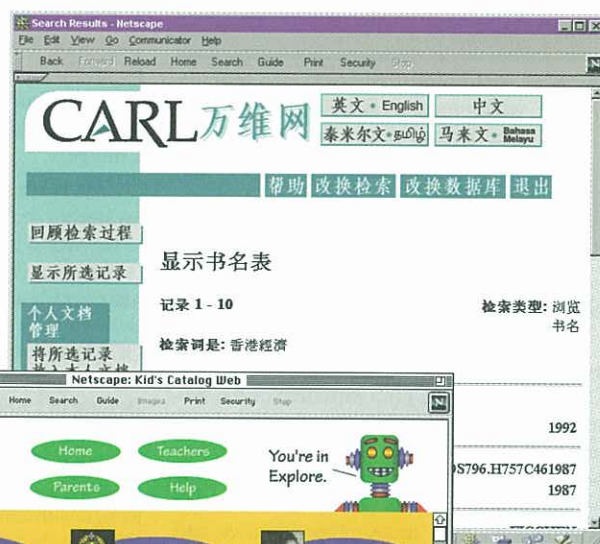 Search Results - Netscape
File Edit View Go Communicator Help
Back Forward Reload Home Search Guide Print Security Stop
CARL万维网
英文 • English 中文
泰米尔文 • தமிழ் 马来文 • Bahasa Melayu
帮助 改换检索 改换数据库 退出
回顾检索过程
显示所选记录
显示书名表
个人文档
管理
记录 1 - 10
检索类型: 浏览
书名
将所选记录
检索词是: 香港經濟
Netscape: Kid's Catalog Web
Home Search Guide Images Print Security Stop
1992
Home Teachers
You're in
Explore.
Parents Help
S796.H757C461987
1987